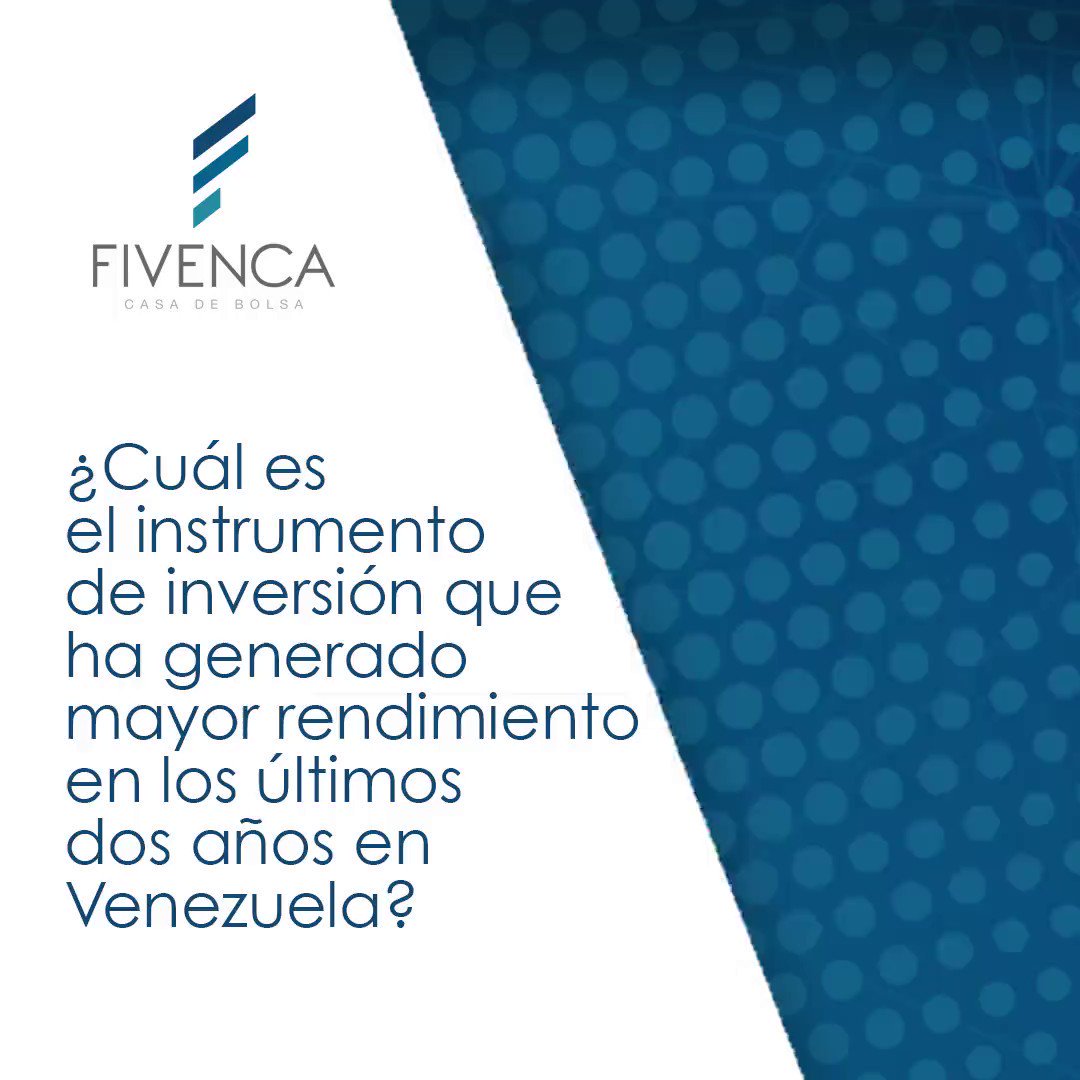 FIVENCA
CASA DE BOLSA
¿Cuál es
el instrumento
de inversión que
ha generado
mayor rendimiento
en los últimos
dos años en
Venezuela?